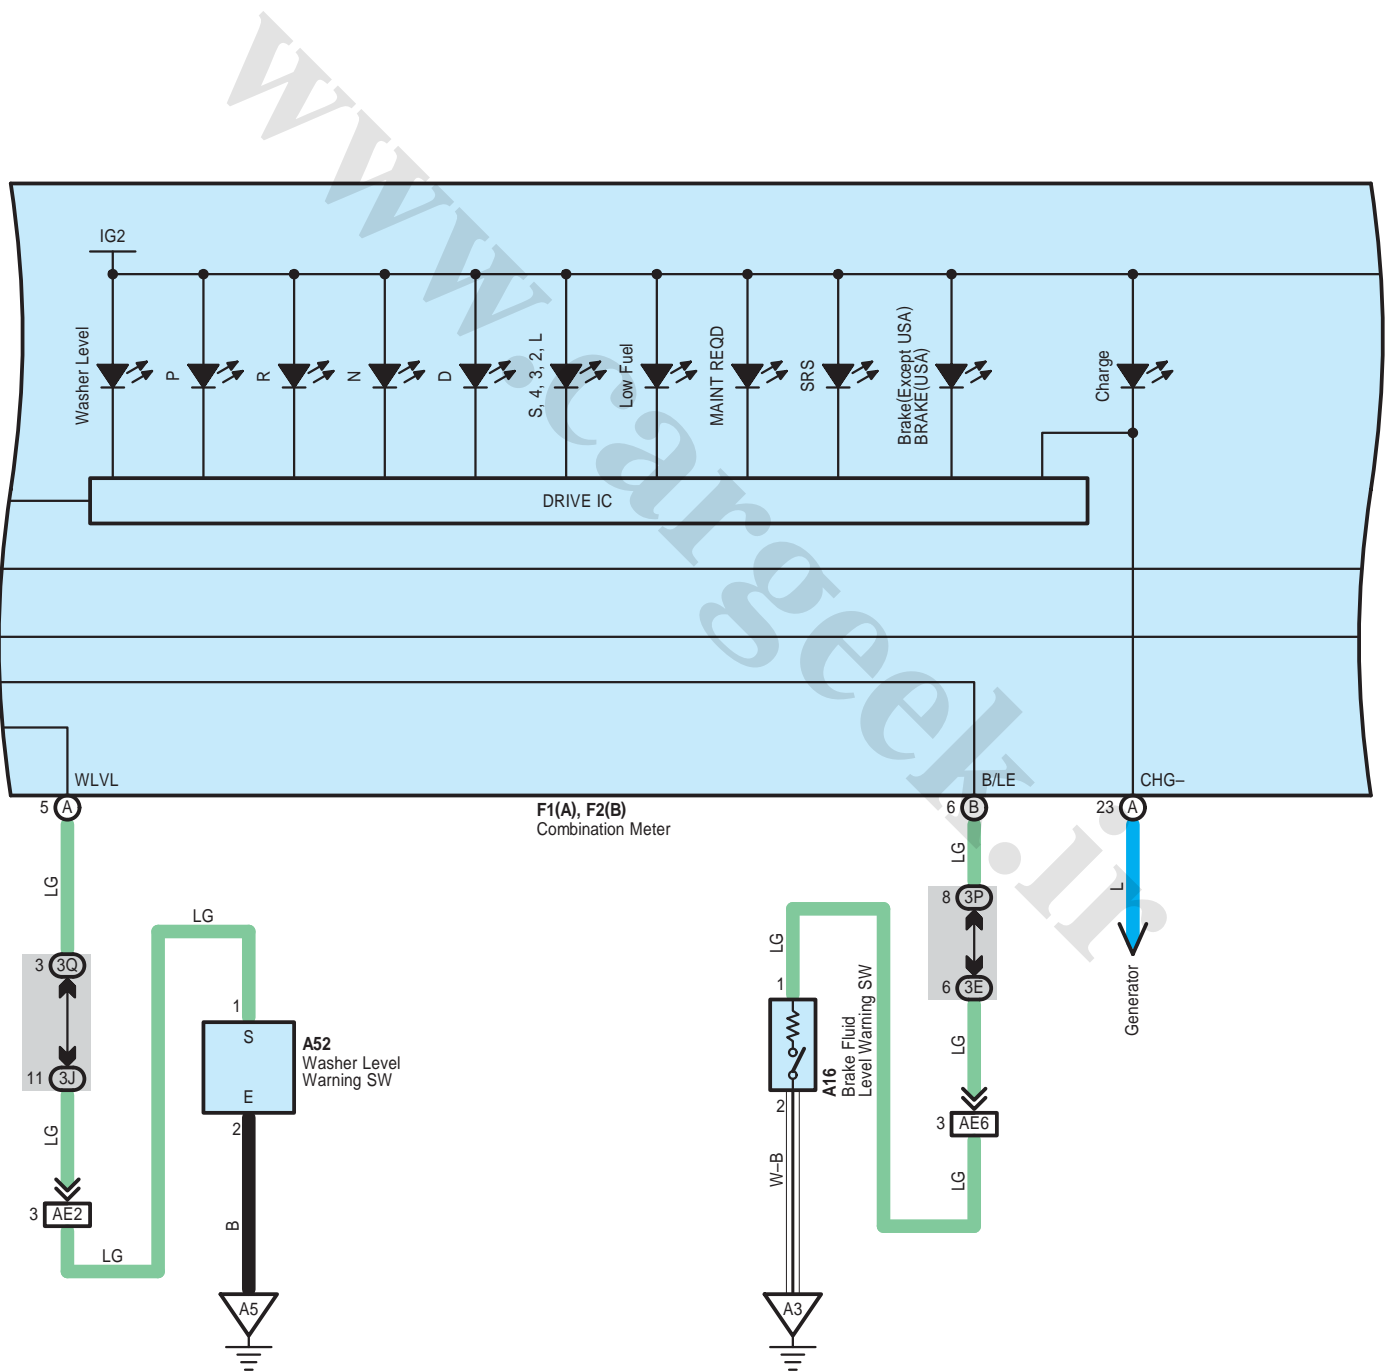 www.cargeek.ir
IG2
Washer Level
P
R
N
D
S, 4, 3, 2, L
Low Fuel
MAINT REQD
SRS
Brake(Except USA)
BRAKE(USA)
Charge
DRIVE IC
WLVL
B/LE
CHG–
5 A
F1(A), F2(B)
Combination Meter
6 B
23 A
LG
LG
LG
LG
L
3 3Q
8 3P
1
1
6 3E
Generator
11 3J
S
E
A52
Washer Level
Warning SW
A16
Brake Fluid
Level Warning SW
LG
2
2
LG
3 AE6
3 AE2
LG
B
W–B
LG
A5
A3